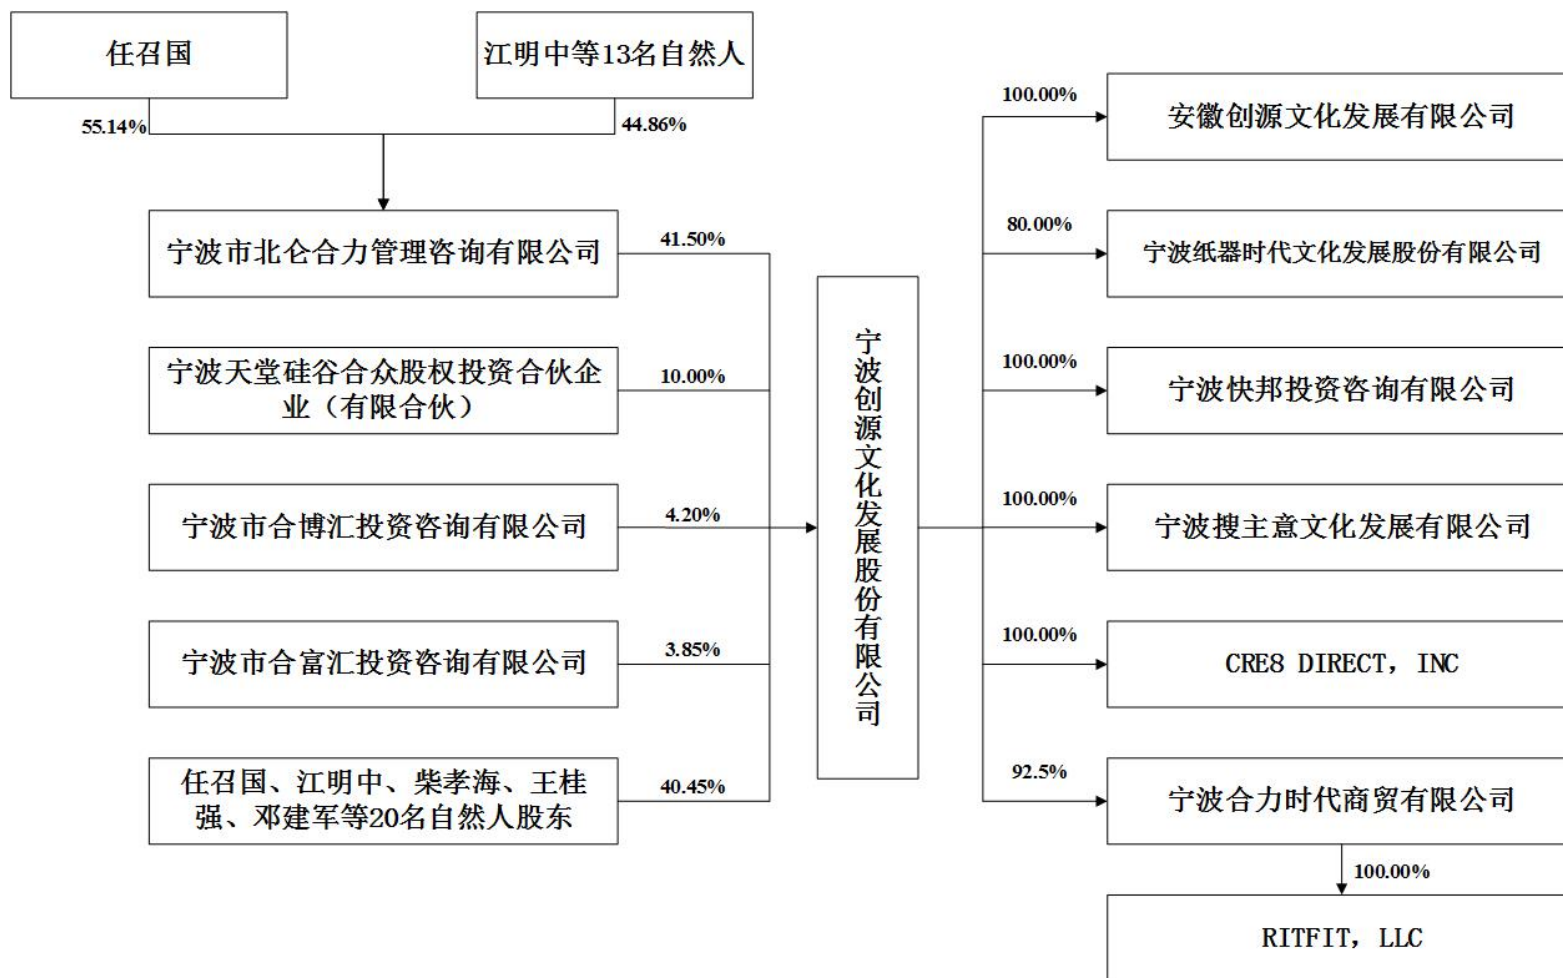 任召国
江明中等13名自然人
55.14%
44.86%
宁波市北仑合力管理咨询有限公司
41.50%
宁波天堂硅谷合众股权投资合伙企
业（有限合伙）
10.00%
宁波市合博汇投资咨询有限公司
4.20%
宁波市合富汇投资咨询有限公司
3.85%
任召国、江明中、柴孝海、王桂
强、邓建军等20名自然人股东
40.45%
宁波创源文化发展股份有限公司
100.00%
安徽创源文化发展有限公司
80.00%
宁波纸器时代文化发展股份有限公司
100.00%
宁波快邦投资咨询有限公司
100.00%
宁波搜主意文化发展有限公司
100.00%
CRE8 DIRECT, INC
92.5%
宁波合力时代商贸有限公司
100.00%
RITFIT, LLC